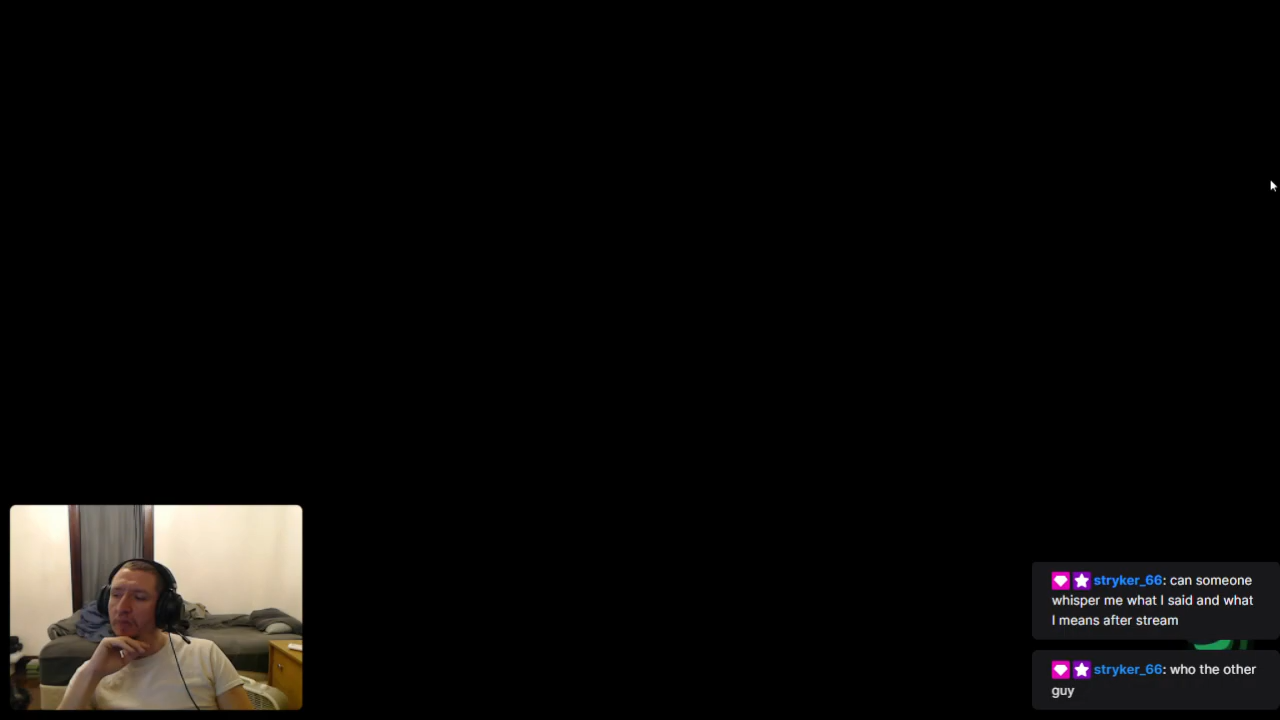 stryker_66: can someone
whisper me what I said and what
I means after stream
stryker_66: who the other
guy